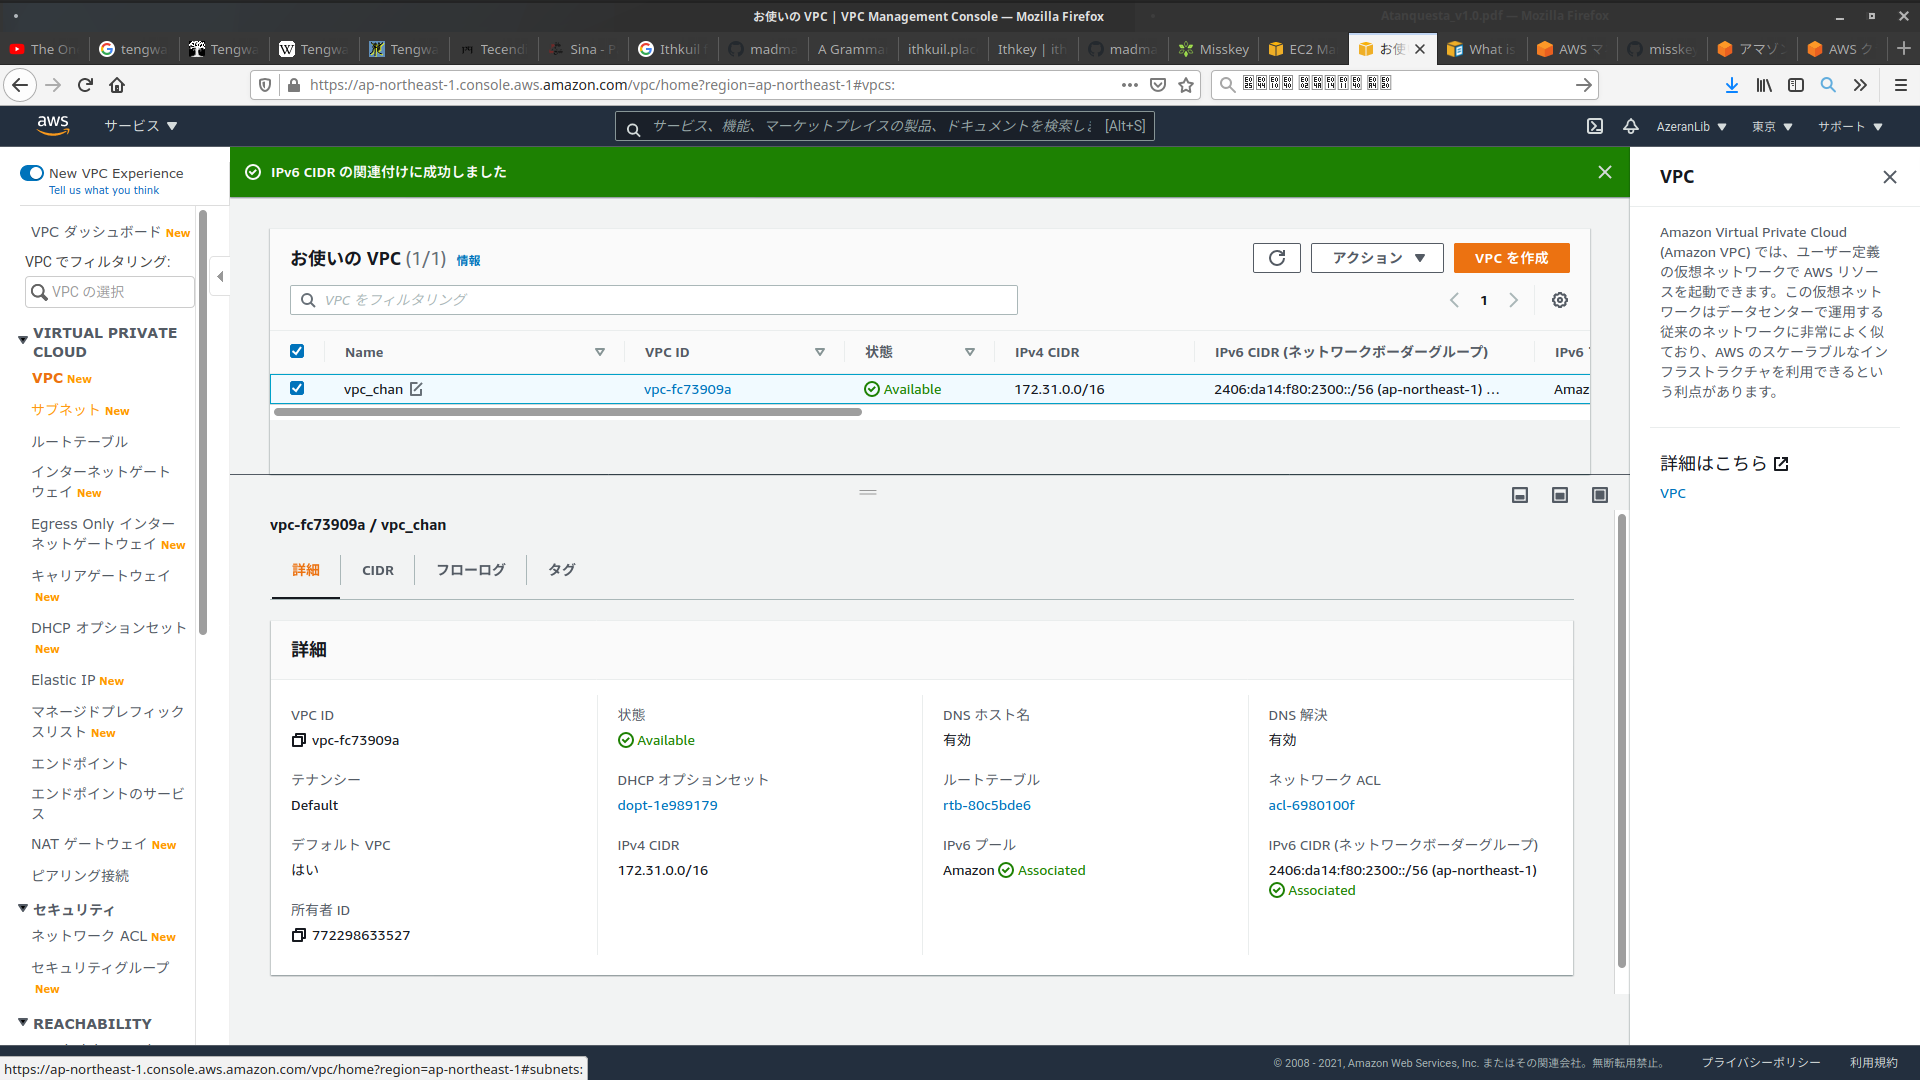 お使いの VPC | VPC Management Console — Mozilla Firefox
Atanquesta_v1.0.pdf — Mozilla Firefox
The On
tengwa
Tengwa
Tengwa
Tengwa
Tecend
Sina - P
Ithkuil
madma
A Gramma
ithkuil.plac
Ithkey | ith
madma
Misskey
EC2 Ma
お使
What is
AWS マ
misske
アマゾ
AWS ク
https://ap-northeast-1.console.aws.amazon.com/vpc/home?region=ap-northeast-1#vpcs:
aws
サービス
サービス、機能、マーケットプレイスの製品、ドキュメントを検索し
[Alt+S]
AzeranLib
東京
サポート
New VPC Experience
Tell us what you think
VPC ダッシュボード New
VPC でフィルタリング:
VPC の選択
VIRTUAL PRIVATE
CLOUD
VPC New
サブネット New
ルートテーブル
インターネットゲート
ウェイ New
Egress Only インター
ネットゲートウェイ New
キャリアゲートウェイ
New
DHCP オプションセット
New
Elastic IP New
マネージドプレフィック
スリスト New
エンドポイント
エンドポイントのサービ
ス
NAT ゲートウェイ New
ピアリング接続
セキュリティ
ネットワーク ACL New
セキュリティグループ
New
REACHABILITY
IPv6 CIDR の関連付けに成功しました
お使いの VPC (1/1) 情報
アクション
VPC を作成
VPC をフィルタリング
1
Name
VPC ID
状態
IPv4 CIDR
IPv6 CIDR (ネットワークボーダーグループ)
IPv6
vpc_chan
vpc-fc73909a
Available
172.31.0.0/16
2406:da14:f80:2300::/56 (ap-northeast-1) …
Amaz
vpc-fc73909a / vpc_chan
詳細
CIDR
フローログ
タグ
詳細
VPC ID
vpc-fc73909a
状態
Available
DNS ホスト名
有効
DNS 解決
有効
テナンシー
Default
DHCP オプションセット
dopt-1e989179
ルートテーブル
rtb-80c5bde6
ネットワーク ACL
acl-6980100f
デフォルト VPC
はい
IPv4 CIDR
172.31.0.0/16
IPv6 プール
Amazon Associated
IPv6 CIDR (ネットワークボーダーグループ)
2406:da14:f80:2300::/56 (ap-northeast-1)
Associated
所有者 ID
772298633527
VPC
Amazon Virtual Private Cloud
(Amazon VPC) では、ユーザー定義
の仮想ネットワークで AWS リソー
スを起動できます。この仮想ネット
ワークはデータセンターで運用する
従来のネットワークに非常によく似
ており、AWS のスケーラブルなイン
フラストラクチャを利用できるとい
う利点があります。
詳細はこちら
VPC
https://ap-northeast-1.console.aws.amazon.com/vpc/home?region=ap-northeast-1#subnets:
© 2008 - 2021, Amazon Web Services, Inc. またはその関連会社。無断転用禁止。
プライバシーポリシー
利用規約